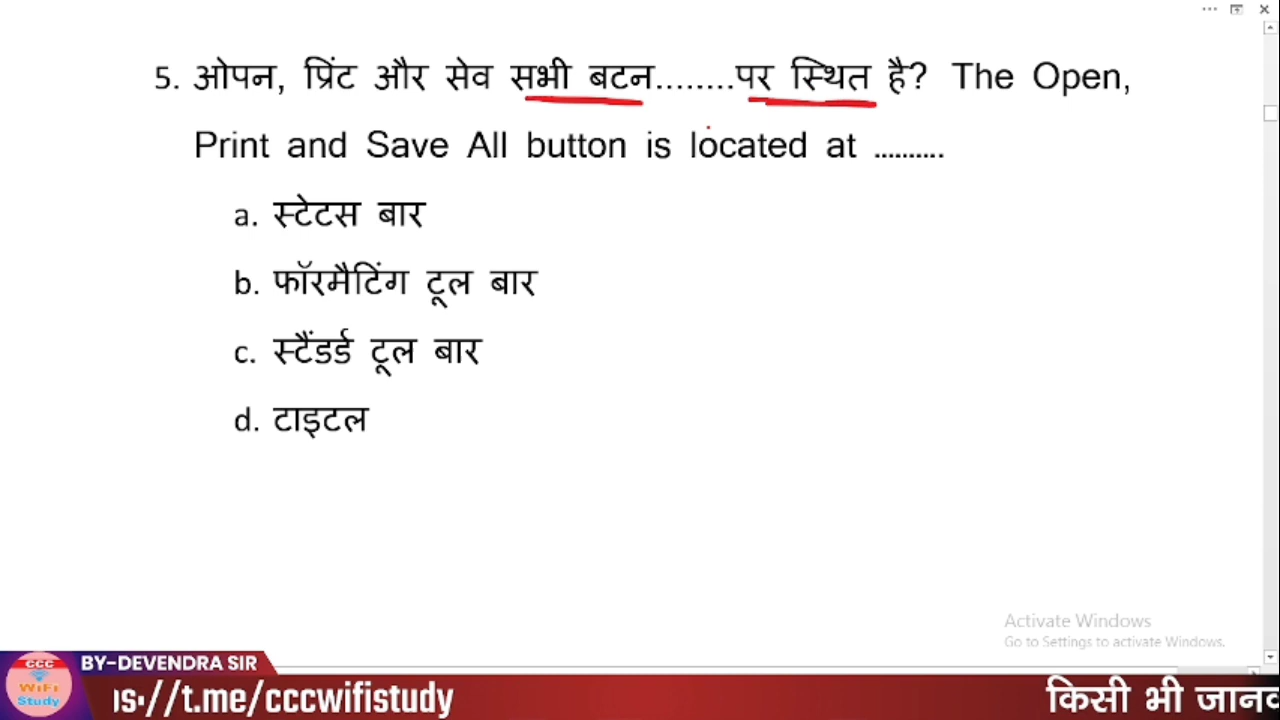 5. ओपन, प्रिंट और सेव सभी बटन........पर स्थित है? The Open,
Print and Save All button is located at ..........
a. स्टेटस बार
b. फॉरमैटिंग टूल बार
c. स्टैंडर्ड टूल बार
d. टाइटल
Activate Windows
Go to Settings to activate Windows.
CCC
WiFi
Study
BY-DEVENDRA SIR
s://t.me/cccwifistudy
किसी भी